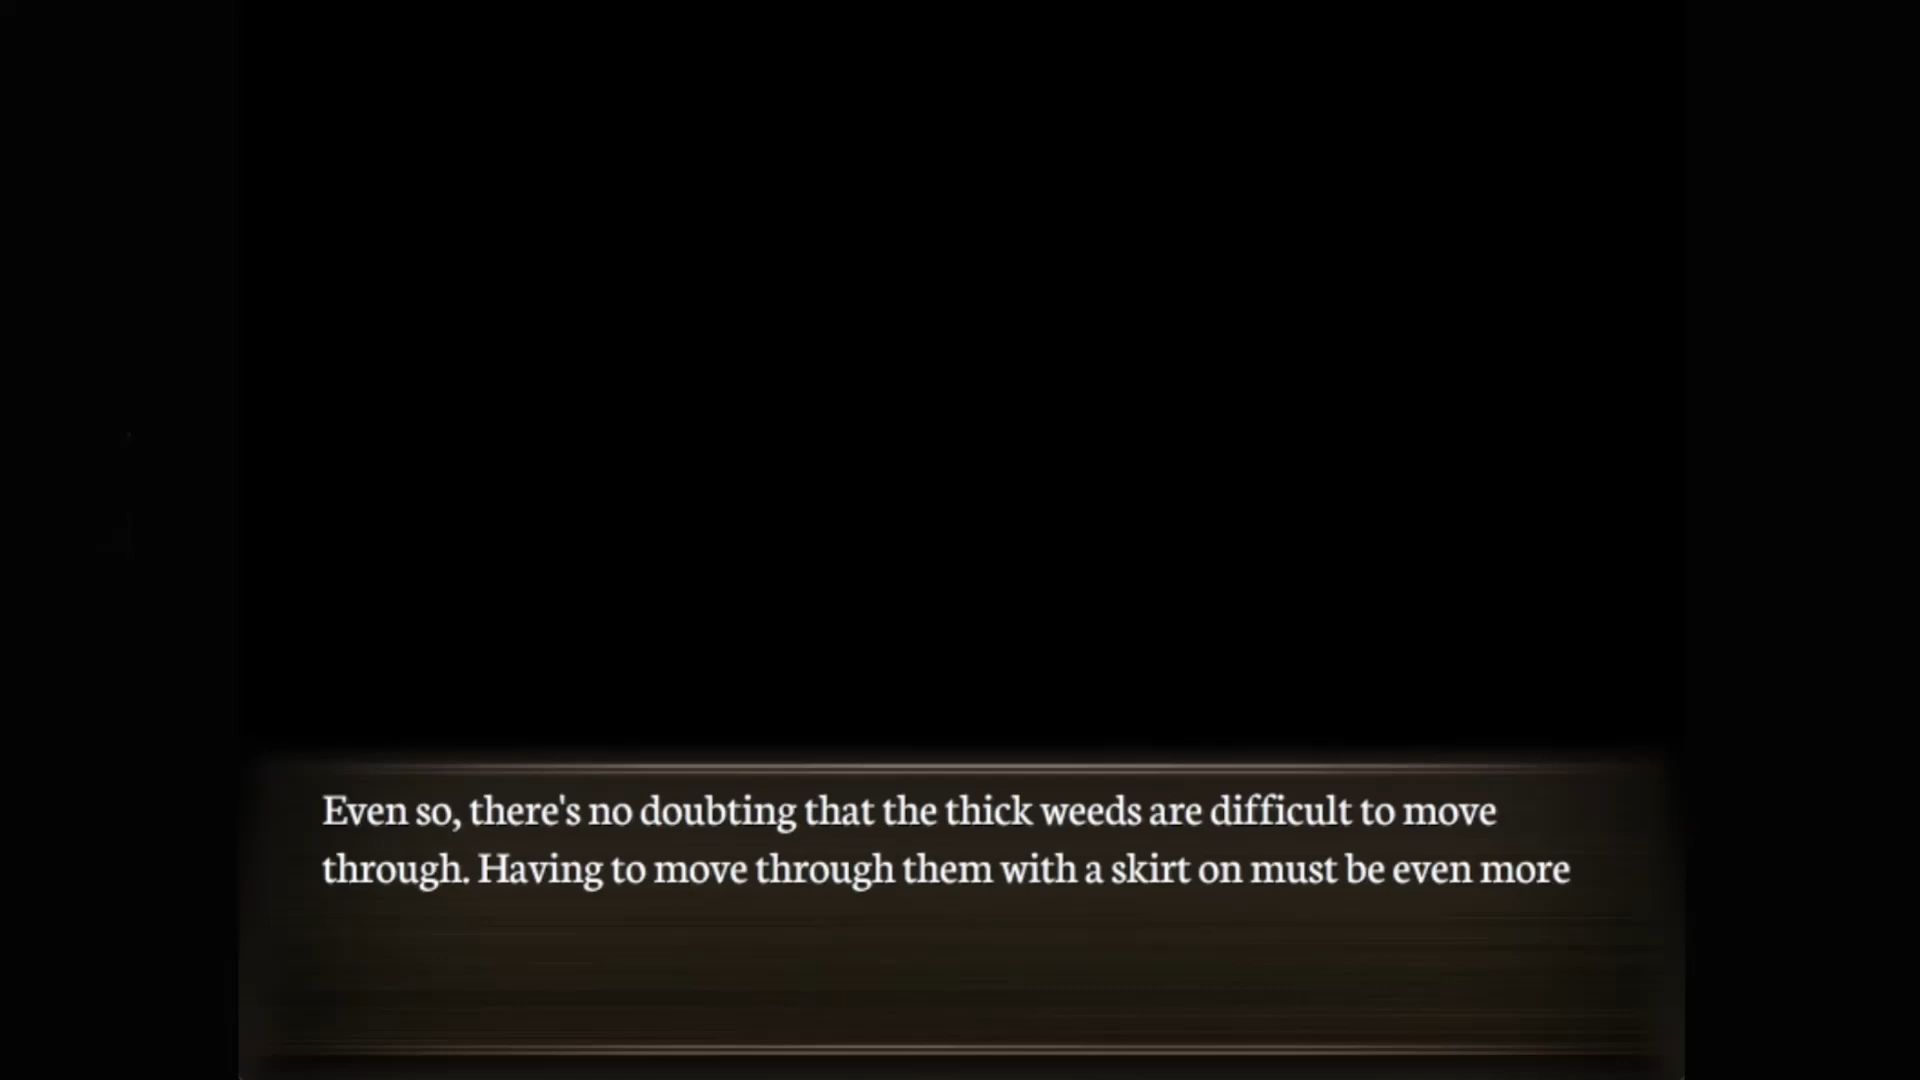 Even so, there's no doubting that the thick weeds are difficult to move
through. Having to move through them with a skirt on must be even more